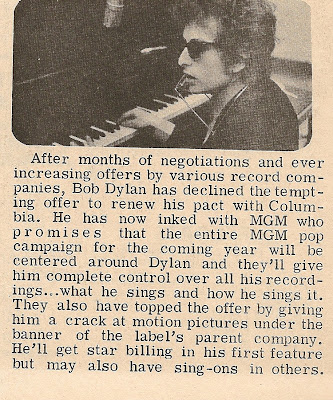 After months of negotiations and ever
increasing offers by various record com-
panies, Bob Dylan has declined the tempt-
ing offer to renew his pact with Colum-
bia. He has now inked with MGM who
promises that the entire MGM pop
campaign for the coming year will be
centered around Dylan and they'll give
him complete control over all his record-
ings...what he sings and how he sings it.
They also have topped the offer by giving
him a crack at motion pictures under the
banner of the label's parent company.
He'll get star billing in his first feature
but may also have sing-ons in others.